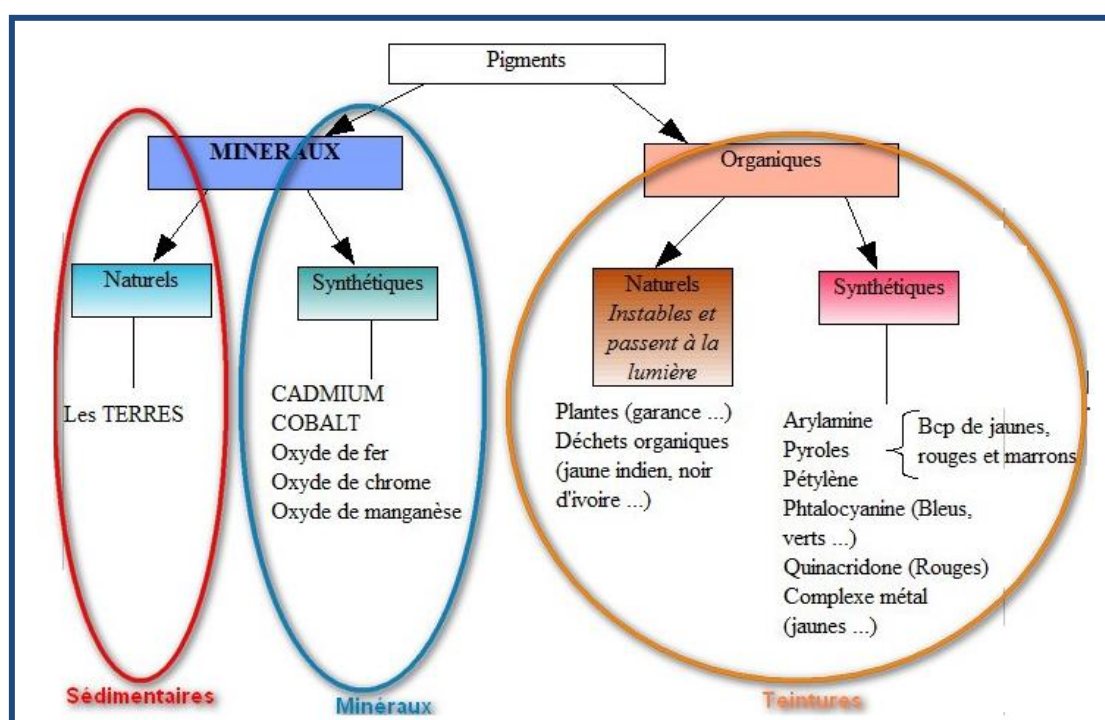 Pigments
MINERAUX
Organiques
Naturels
Synthétiques
Naturels
Instables et
passent à la
lumière
Synthétiques
Les TERRES
CADMIUM
COBALT
Oxyde de fer
Oxyde de chrome
Oxyde de manganèse
Plantes (garance ...)
Déchets organiques
(jaune indien, noir
d'ivoire ...)
Arylamine
Pyroles
Pétylène
Bcp de jaunes,
rouges et marrons
Phtalocyanine (Bleus,
verts ...)
Quinacridone (Rouges)
Complexe métal
(jaunes ...)
Sédimentaires
Minéraux
Teintures